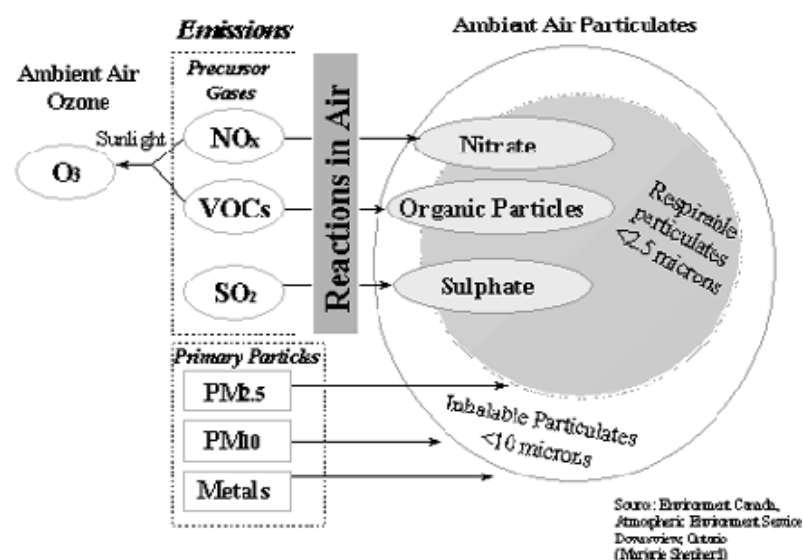 Emissions
Ambient Air Particulates
Ambient Air
Ozone
Precursor
Gases
Sunlight
O3
NOx
VOCs
SO2
Reactions in Air
Nitrate
Organic Particles
Sulphate
Respirable
particulates
<2.5 microns
Primary Particles
PM2.5
PM10
Metals
Inhalable Particulates
<10 microns
Source: Environment Canada,
Atmospheric Environment Service
Downsview, Ontario
(Marjorie Shepherd)